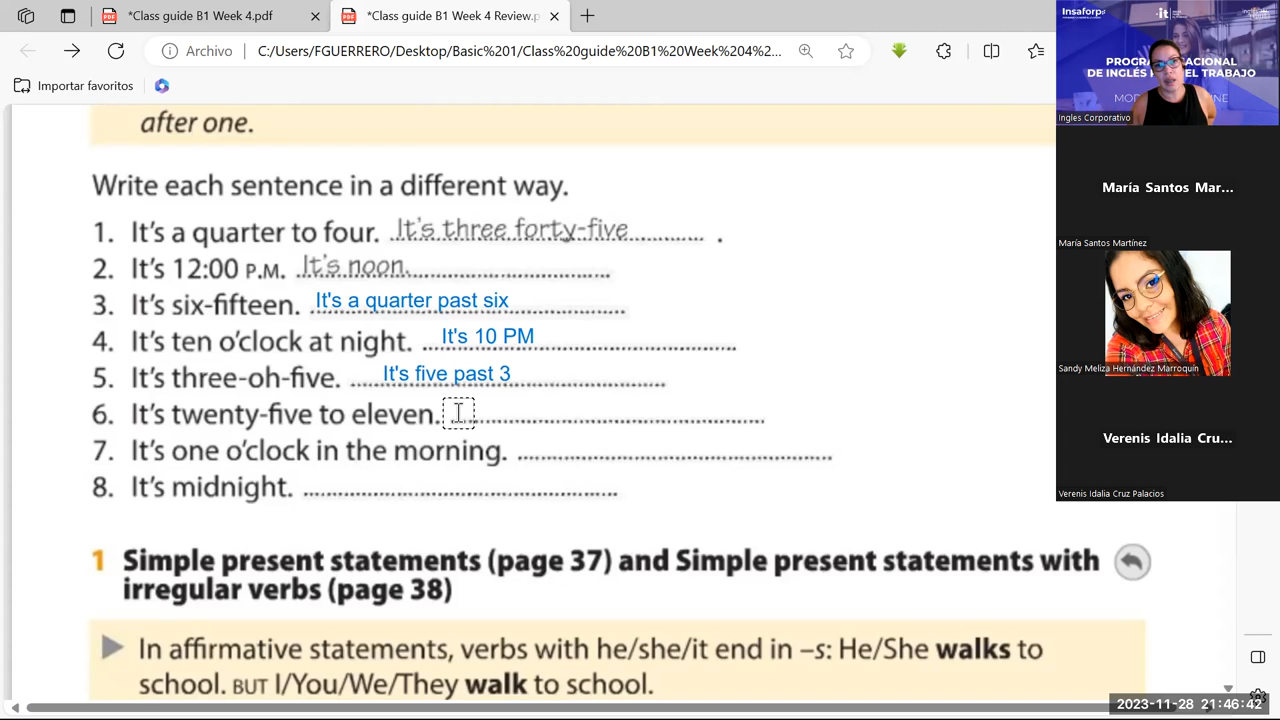 *Class guide B1 Week 4.pdf
*Class guide B1 Week 4 Review.p
Archivo
C:/Users/FGUERRERO/Desktop/Basic%201/Class%20guide%20B1%20Week%204%2...
Importar favoritos
after one.
Write each sentence in a different way.
1. It's a quarter to four. It's three forty-five .
2. It's 12:00 P.M. It's noon.
3. It's six-fifteen. It's a quarter past six
4. It's ten o'clock at night. It's 10 PM
5. It's three-oh-five. It's five past 3
6. It's twenty-five to eleven.
7. It's one o'clock in the morning.
8. It's midnight.
1 Simple present statements (page 37) and Simple present statements with
irregular verbs (page 38)
In affirmative statements, verbs with he/she/it end in –s: He/She walks to
school. BUT I/You/We/They walk to school.
Insaforp
it
PROGR ACIONAL
DE INGLÉS EL TRABAJO
Ingles Corporativo
María Santos Mar...
María Santos Martínez
Sandy Meliza Hernández Marroquín
Verenis Idalia Cru...
Verenis Idalia Cruz Palacios
2023-11-28 21:46:42